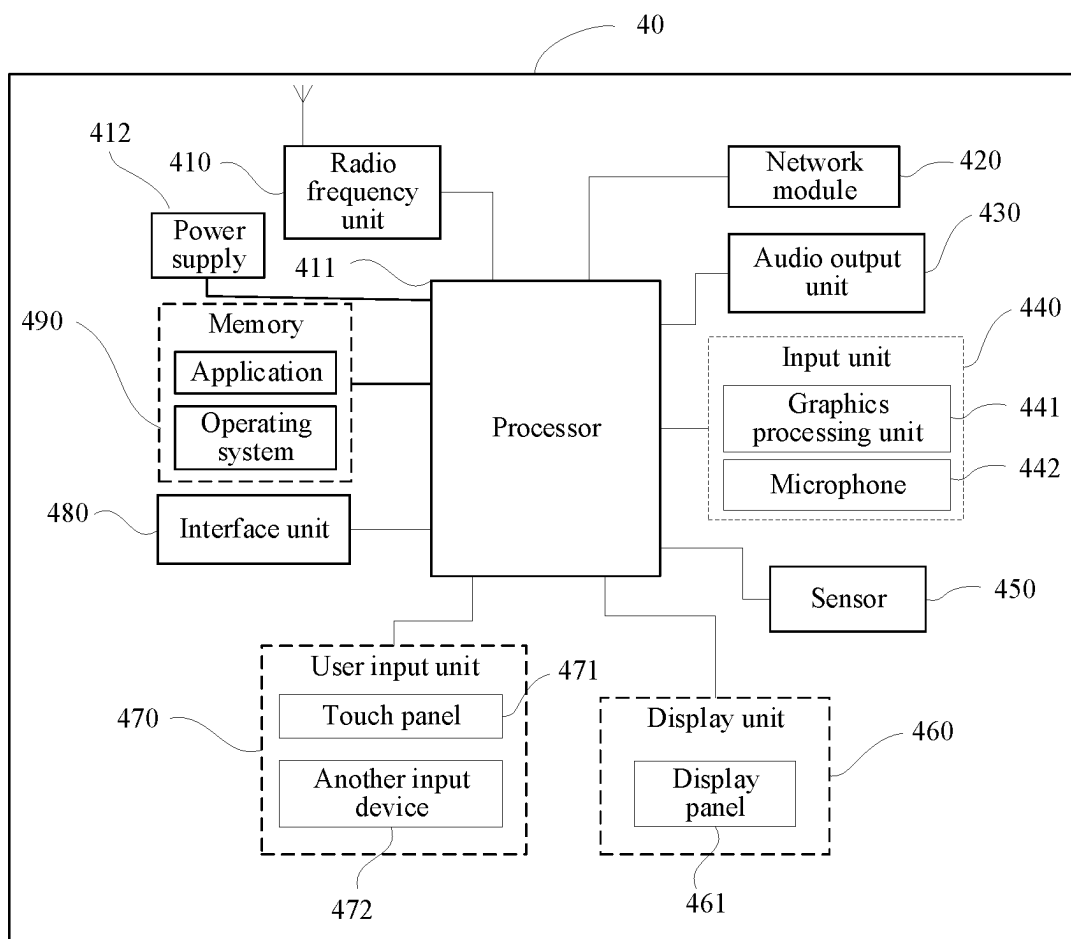 40
412
410
Radio
frequency
unit
Network
module
420
Power
supply
411
Audio output
unit
430
490
Memory
Application
Operating
system
Processor
440
Input unit
Graphics
processing unit
441
Microphone
442
480
Interface unit
Sensor
450
User input unit
471
470
Touch panel
Another input
device
472
Display unit
460
Display
panel
461